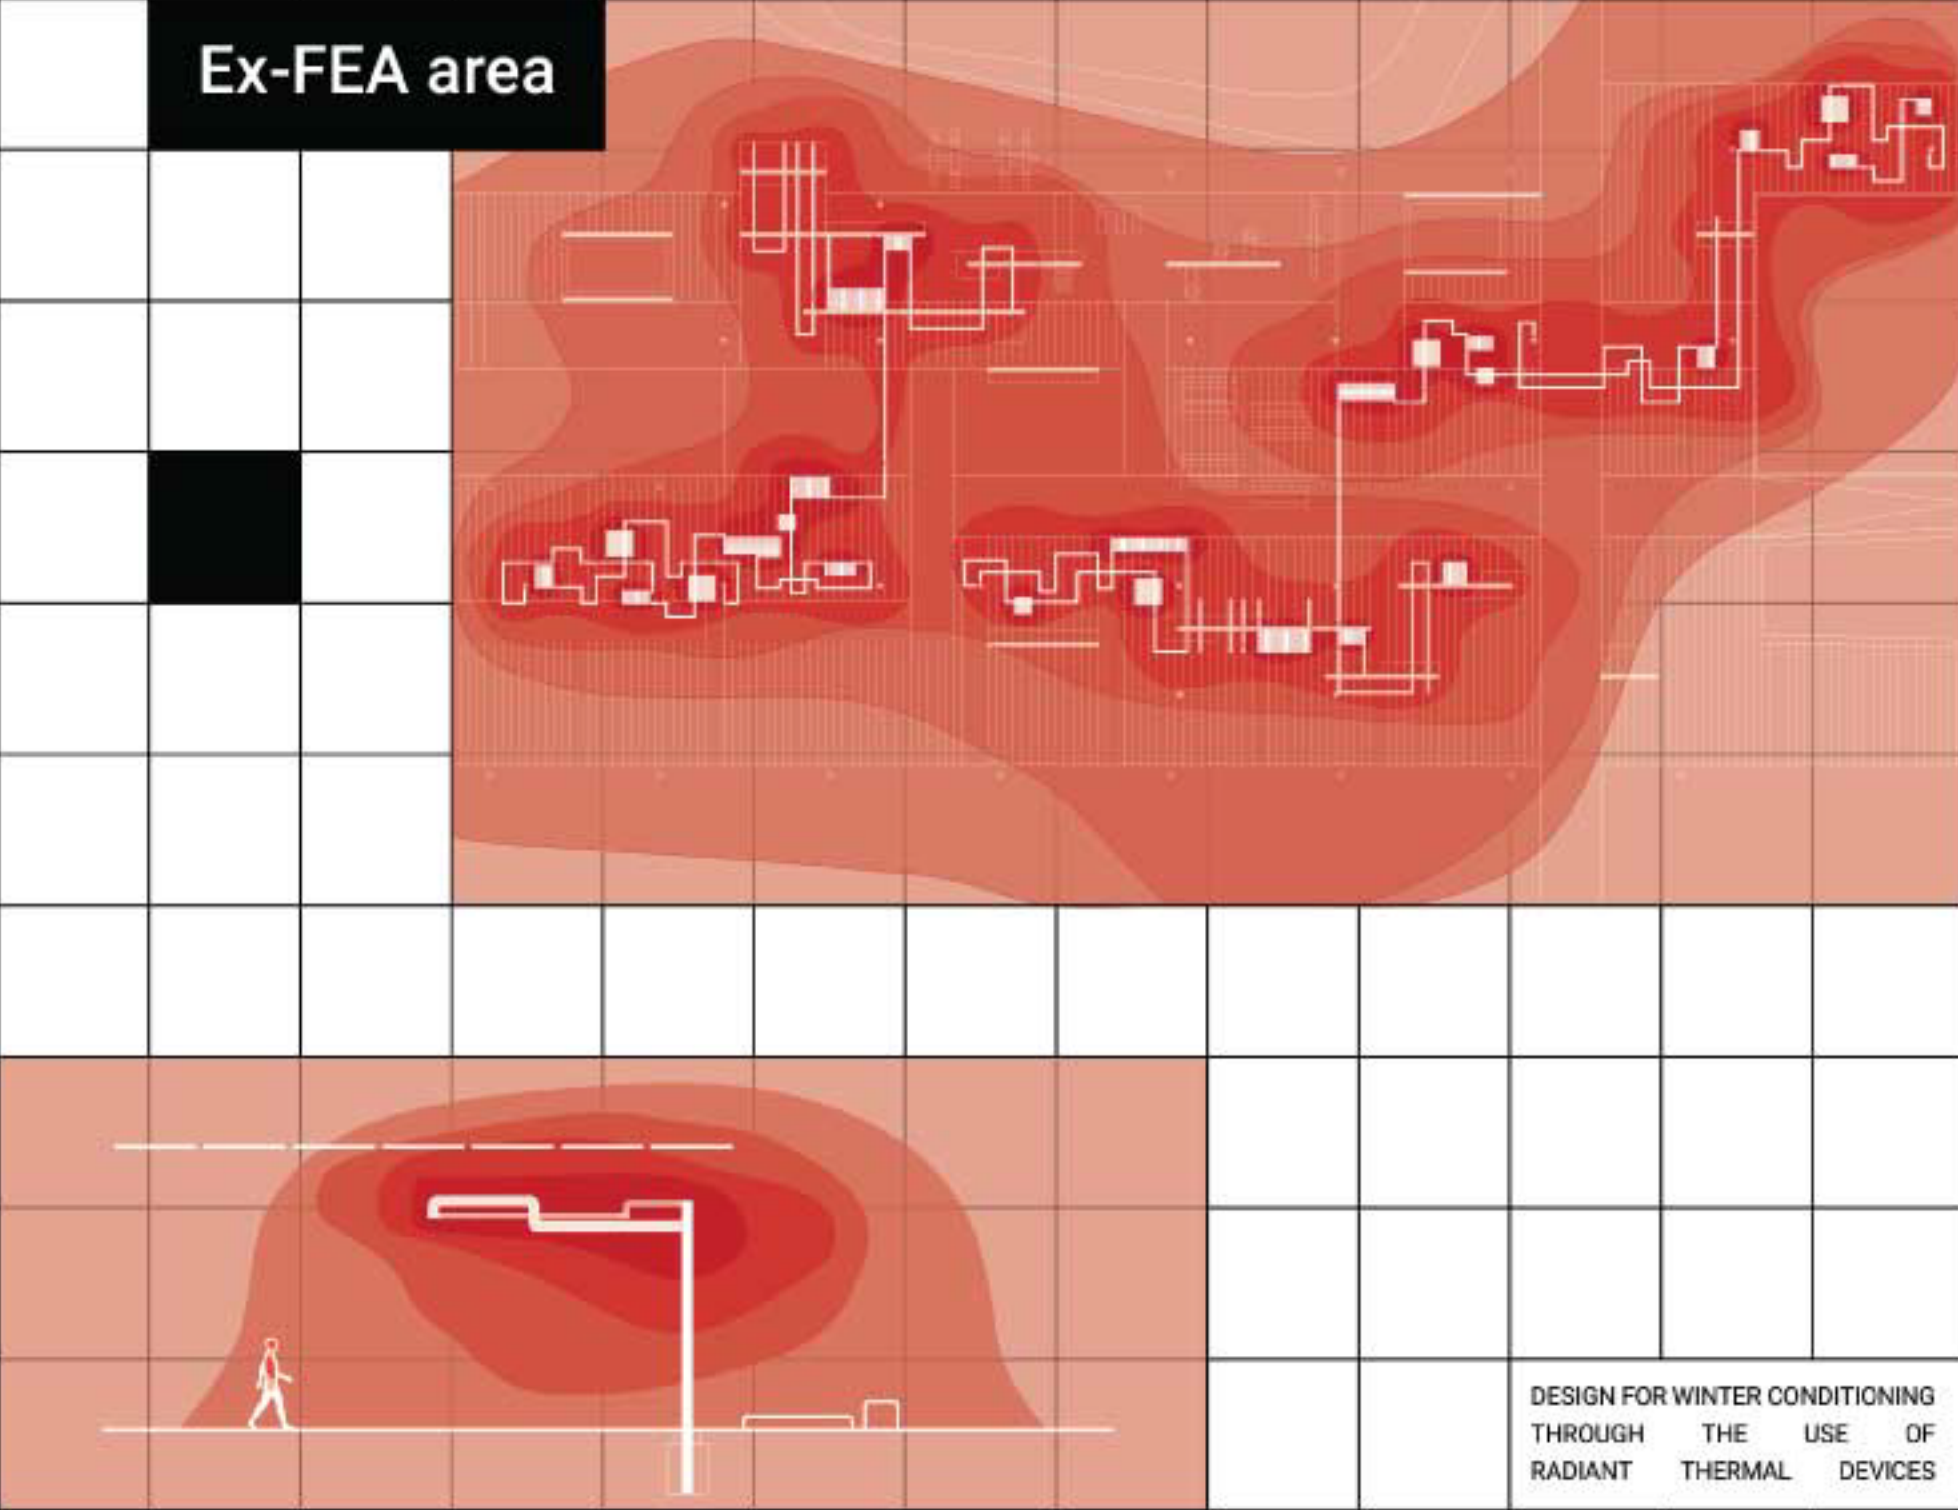 Ex-FEA area
DESIGN FOR WINTER CONDITIONING
THROUGH THE USE OF
RADIANT THERMAL DEVICES